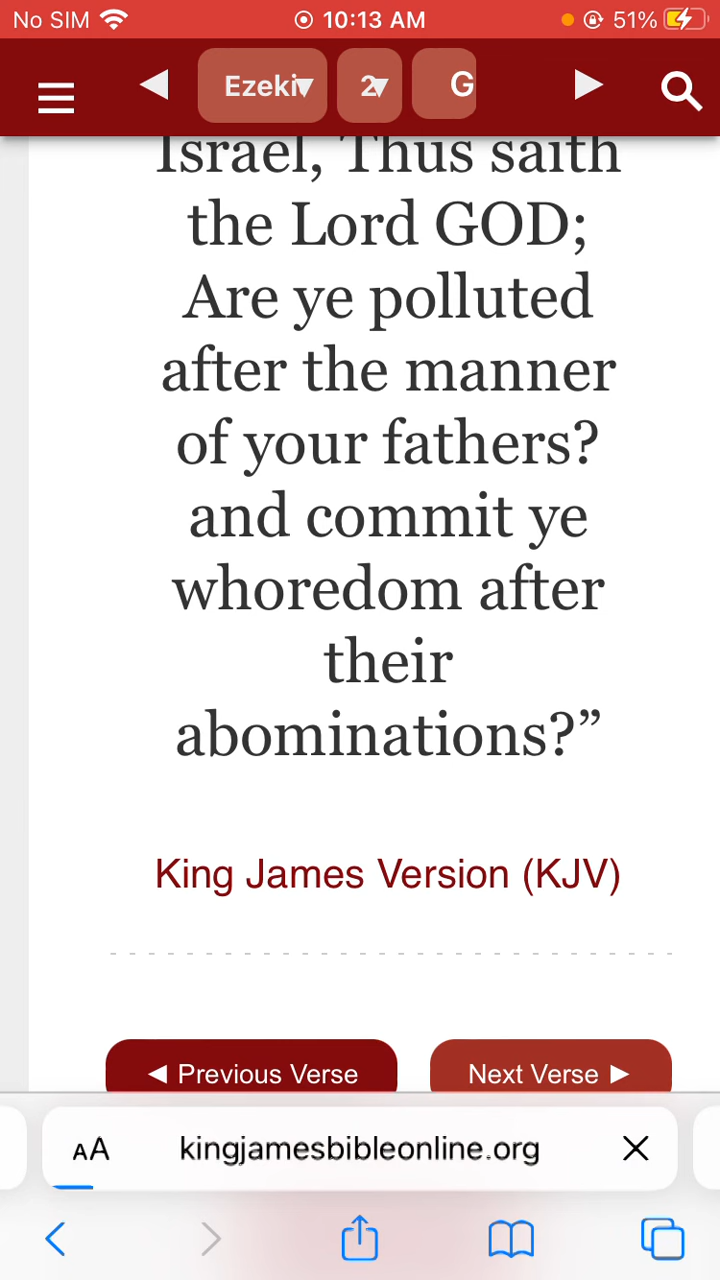 No SIM 10:13 AM 51%
Ezeki 2 G
Israel, Thus saith
the Lord GOD;
Are ye polluted
after the manner
of your fathers?
and commit ye
whoredom after
their
abominations?”
King James Version (KJV)
◀ Previous Verse Next Verse ▶
AA kingjamesbibleonline.org